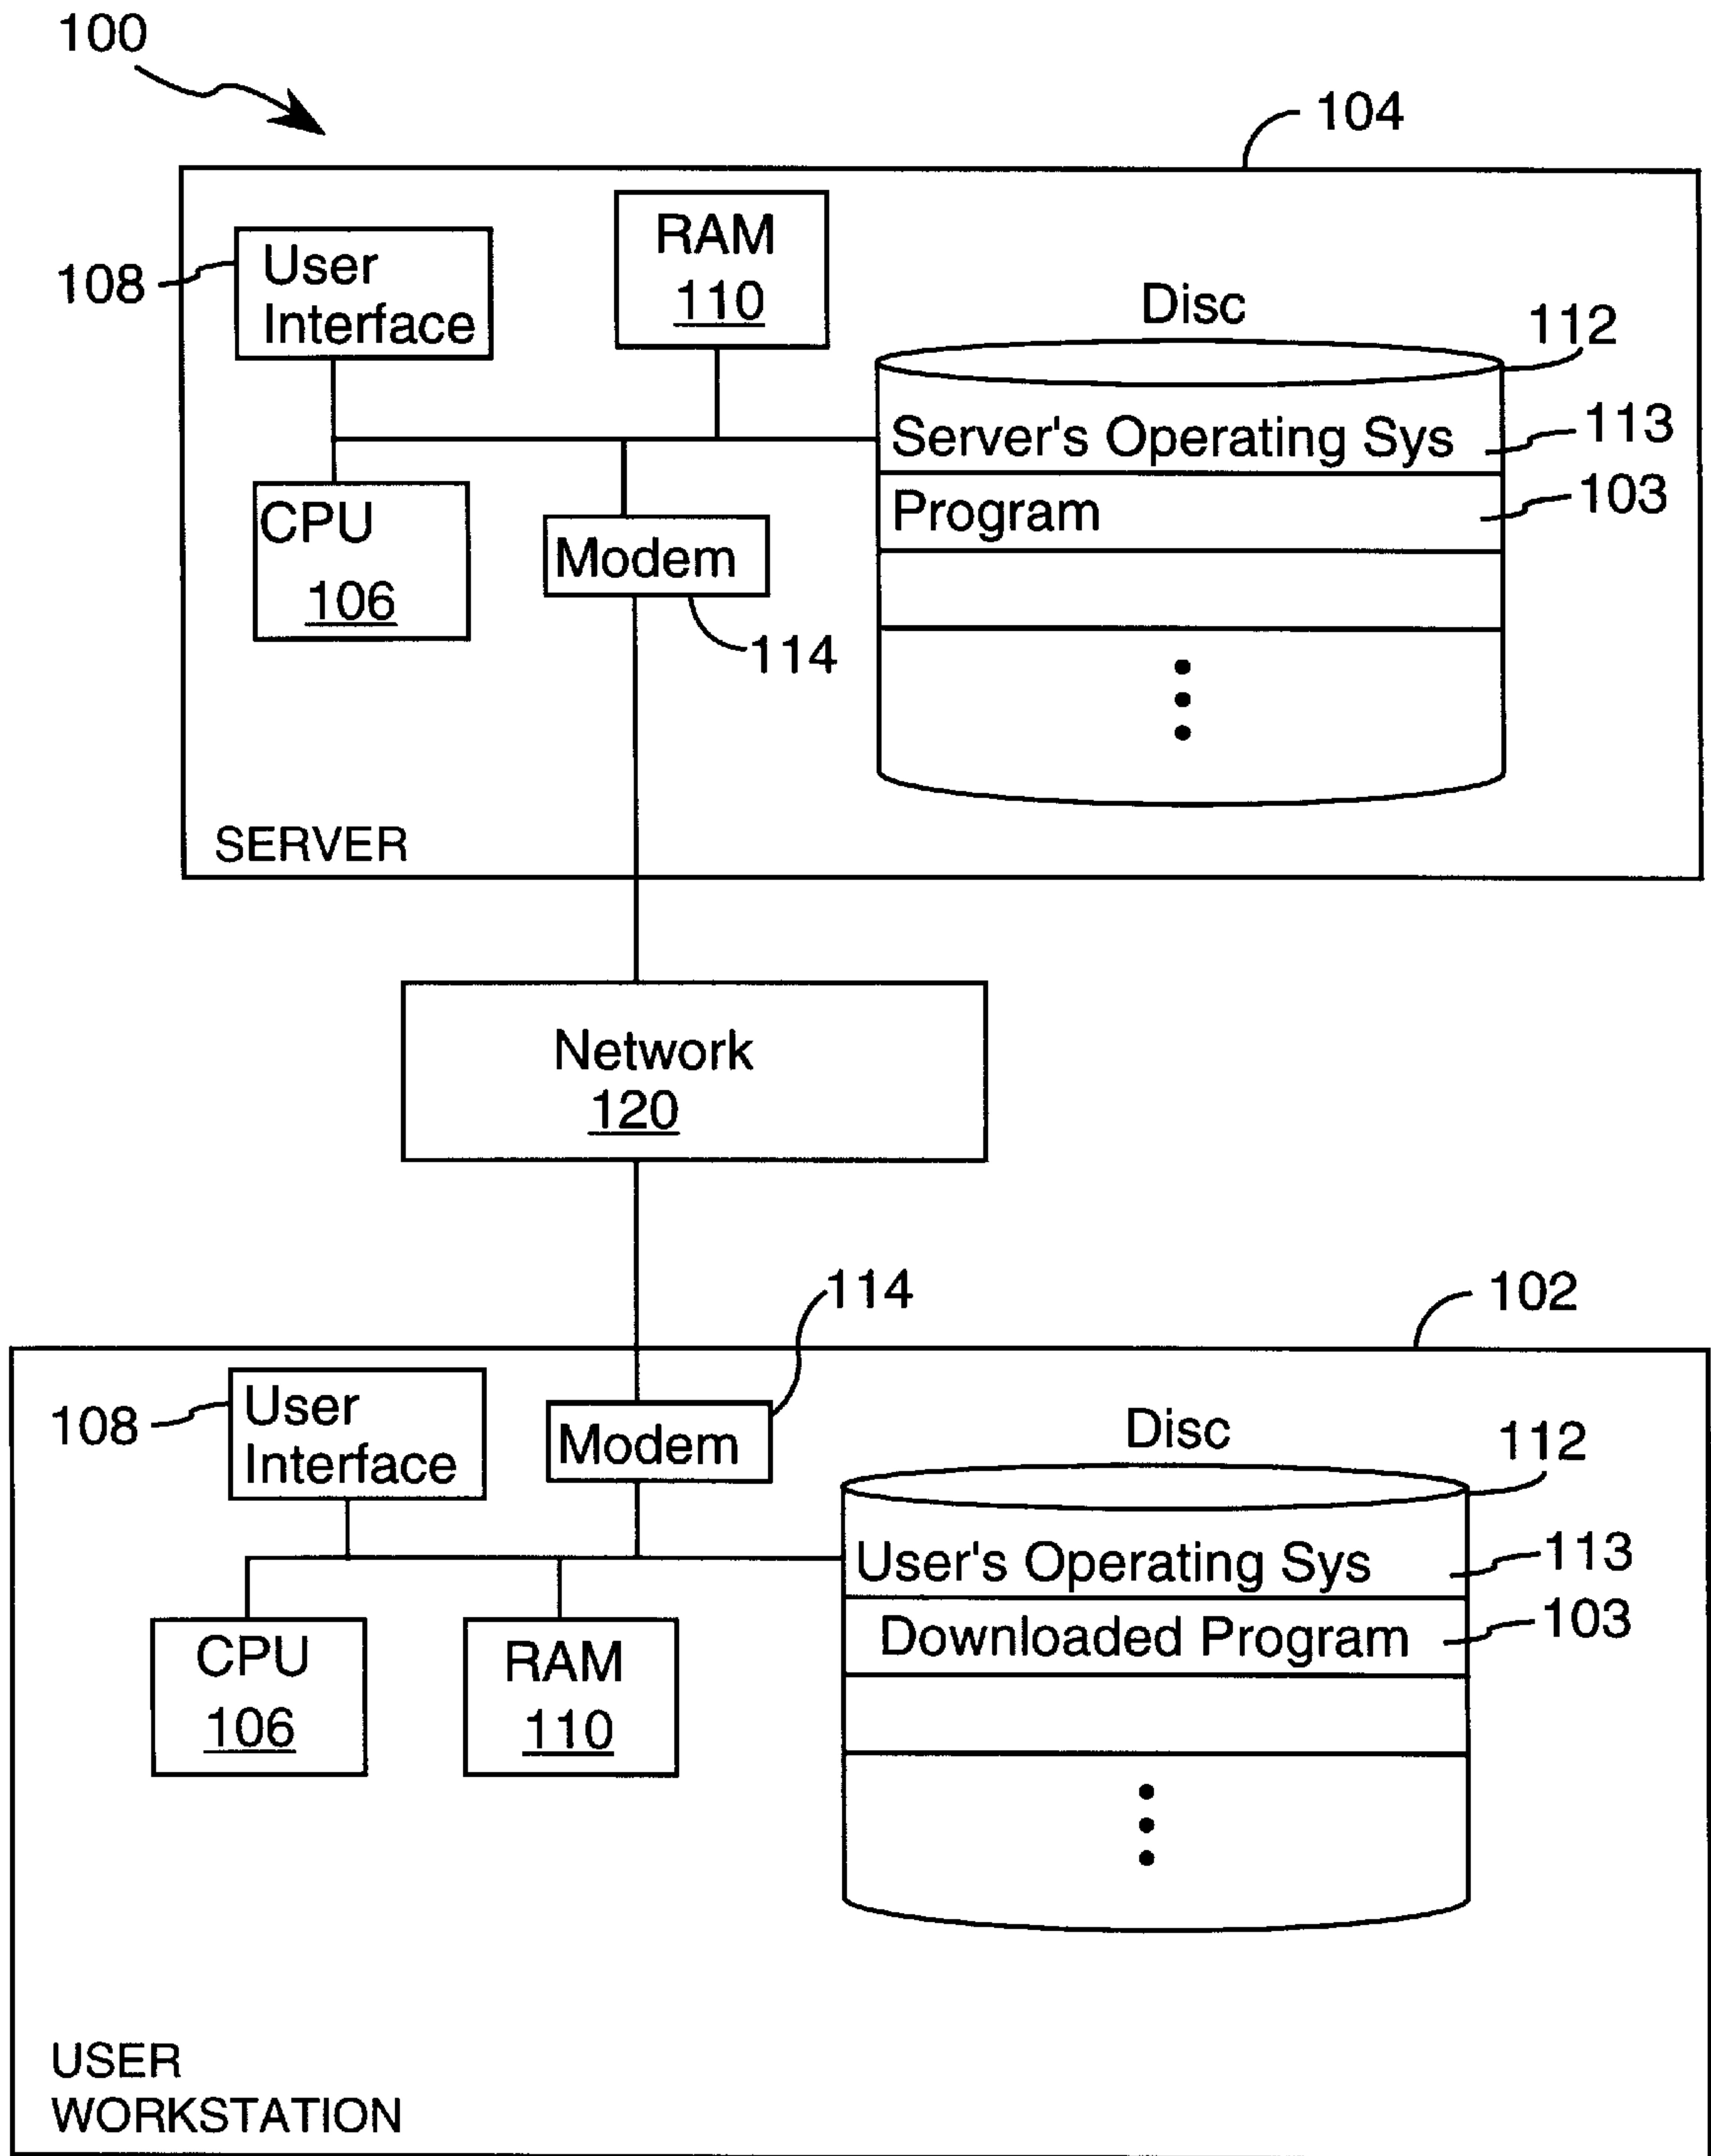 100
104
User
Interface
108
RAM
110
Disc
112
Server's Operating Sys
113
CPU
106
Modem
114
Program
103
SERVER
Network
120
114
102
108
User
Interface
Modem
Disc
112
User's Operating Sys
113
Downloaded Program
103
CPU
106
RAM
110
USER
WORKSTATION